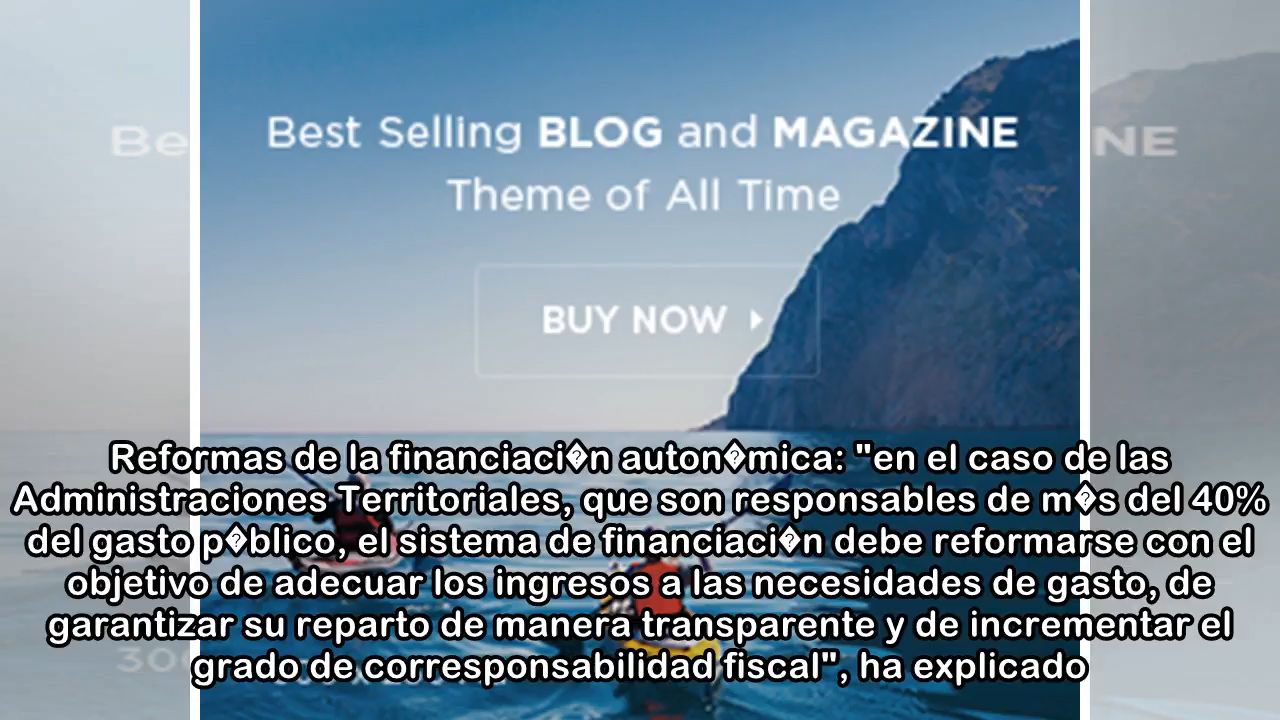 Best Selling BLOG and MAGAZINE
Theme of All Time
BUY NOW
Be
NE
Reformas de la financiaci�n auton�mica: "en el caso de las
Administraciones Territoriales, que son responsables de m�s del 40%
del gasto p�blico, el sistema de financiaci�n debe reformarse con el
objetivo de adecuar los ingresos a las necesidades de gasto, de
garantizar su reparto de manera transparente y de incrementar el
grado de corresponsabilidad fiscal", ha explicado